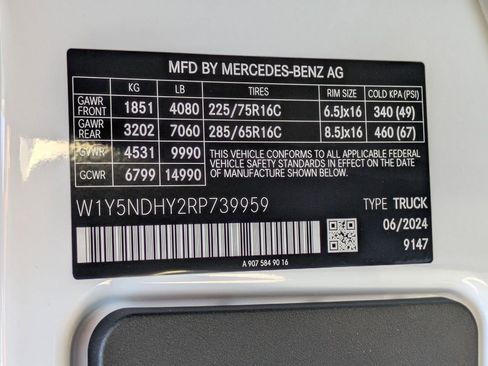 MFD BY MERCEDES-BENZ AG
KG LB TIRES RIM SIZE COLD KPA (PSI)
GAWR FRONT 1851 4080 225/75R16C 6.5Jx16 340 (49)
GAWR REAR 3202 7060 285/65R16C 8.5Jx16 460 (67)
GVWR 4531 9990 THIS VEHICLE CONFORMS TO ALL APPLICABLE FEDERAL
VEHICLE SAFETY STANDARDS IN EFFECT ON THE
GCWR 6799 14990 DATE OF MANUFACTURE SHOWN.
W1Y5NDHY2RP739959 TYPE TRUCK
06/2024
9147
A 907 584 90 16